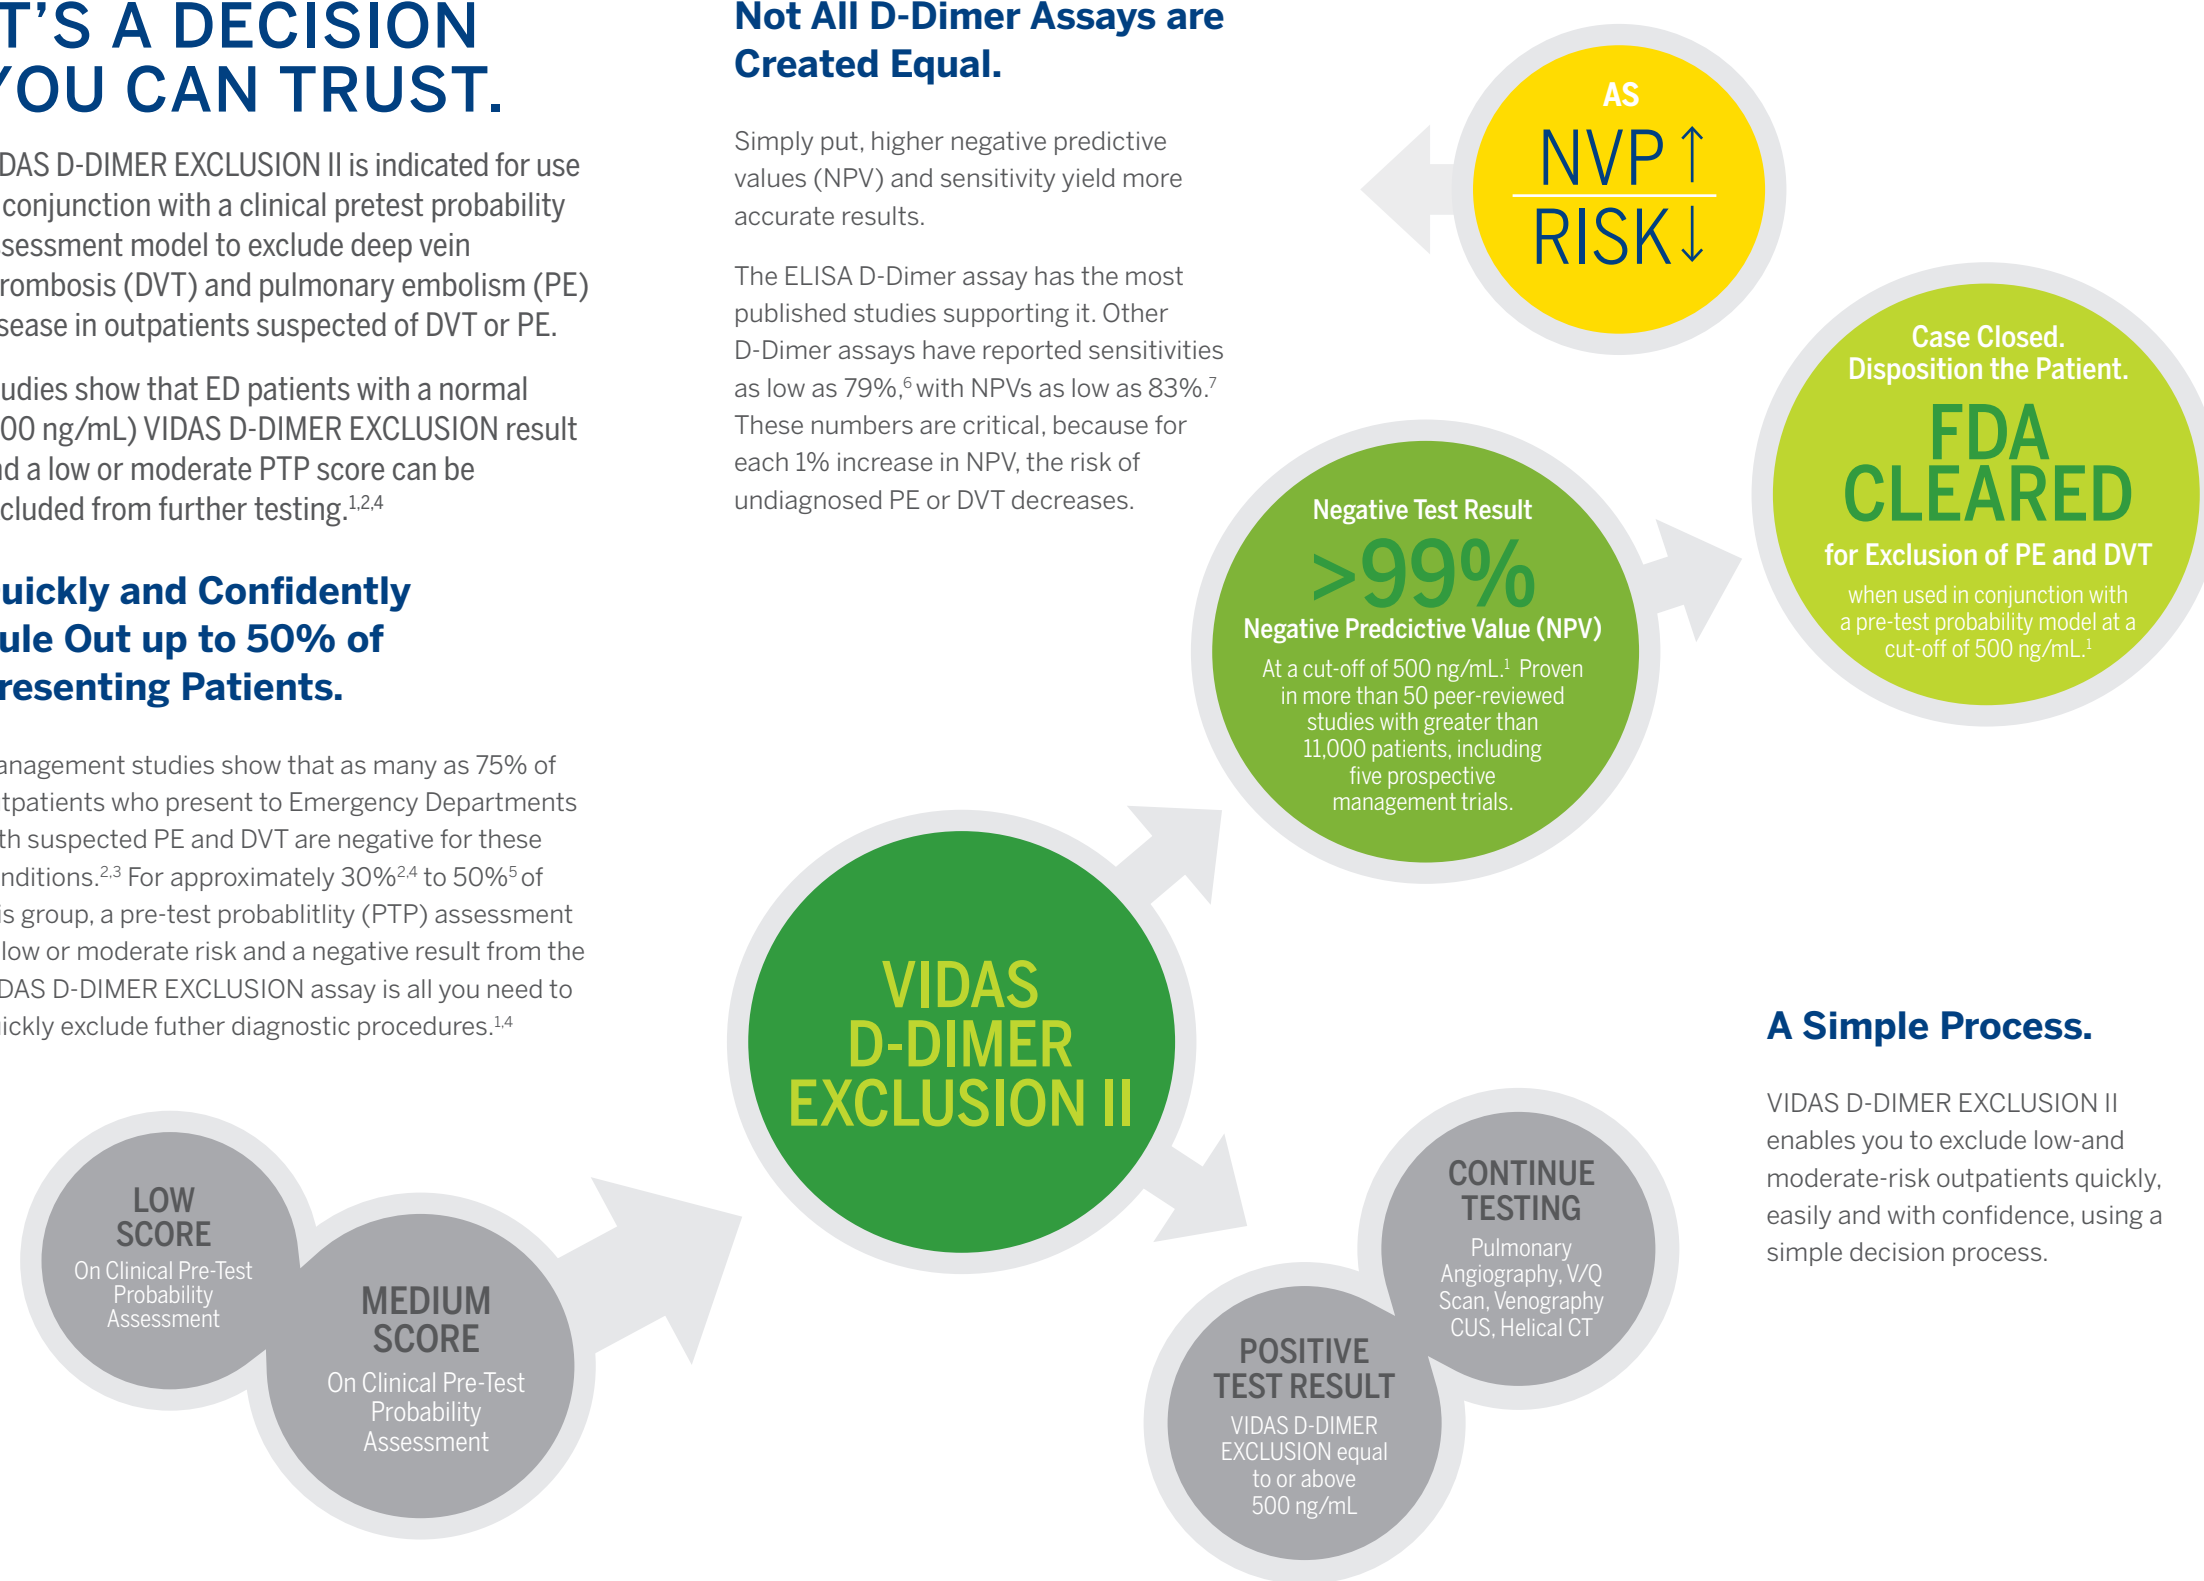 T'S A DECISION
YOU CAN TRUST.
IDAS D-DIMER EXCLUSION II is indicated for use
conjunction with a clinical pretest probability
ssessment model to exclude deep vein
rombosis (DVT) and pulmonary embolism (PE)
sease in outpatients suspected of DVT or PE.
udies show that ED patients with a normal
00 ng/mL) VIDAS D-DIMER EXCLUSION result
nd a low or moderate PTP score can be
cluded from further testing.1,2,4
uickly and Confidently
ule Out up to 50% of
resenting Patients.
anagement studies show that as many as 75% of
tpatients who present to Emergency Departments
th suspected PE and DVT are negative for these
nditions.2,3 For approximately 30%2,4 to 50%5 of
is group, a pre-test probablitlity (PTP) assessment
low or moderate risk and a negative result from the
IDAS D-DIMER EXCLUSION assay is all you need to
uickly exclude futher diagnostic procedures.1,4
LOW
SCORE
On Clinical Pre-Test
Probability
Assessment
MEDIUM
SCORE
On Clinical Pre-Test
Probability
Assessment
Not All D-Dimer Assays are
Created Equal.
Simply put, higher negative predictive
values (NPV) and sensitivity yield more
accurate results.
The ELISA D-Dimer assay has the most
published studies supporting it. Other
D-Dimer assays have reported sensitivities
as low as 79%,6 with NPVs as low as 83%.7
These numbers are critical, because for
each 1% increase in NPV, the risk of
undiagnosed PE or DVT decreases.
AS
NVP ↑
RISK ↓
VIDAS
D-DIMER
EXCLUSION II
Negative Test Result
>99%
Negative Predcictive Value (NPV)
At a cut-off of 500 ng/mL.1 Proven
in more than 50 peer-reviewed
studies with greater than
11,000 patients, including
five prospective
management trials.
Case Closed.
Disposition the Patient.
FDA
CLEARED
for Exclusion of PE and DVT
when used in conjunction with
a pre-test probability model at a
cut-off of 500 ng/mL.1
POSITIVE
TEST RESULT
VIDAS D-DIMER
EXCLUSION equal
to or above
500 ng/mL
CONTINUE
TESTING
Pulmonary
Angiography, V/Q
Scan, Venography
CUS, Helical CT
A Simple Process.
VIDAS D-DIMER EXCLUSION II
enables you to exclude low-and
moderate-risk outpatients quickly,
easily and with confidence, using a
simple decision process.